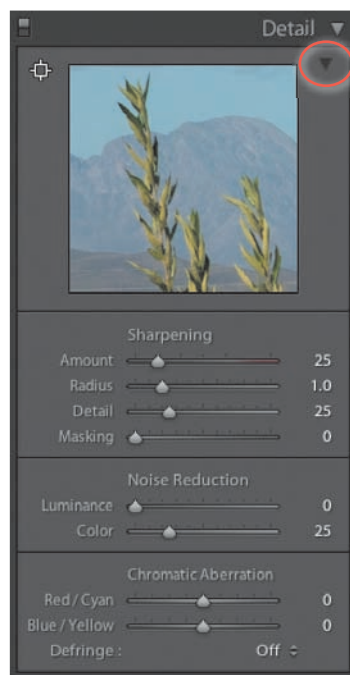 Detail
Sharpening
Amount 25
Radius 1.0
Detail 25
Masking 0
Noise Reduction
Luminance 0
Color 25
Chromatic Aberration
Red / Cyan 0
Blue / Yellow 0
Defringe : Off